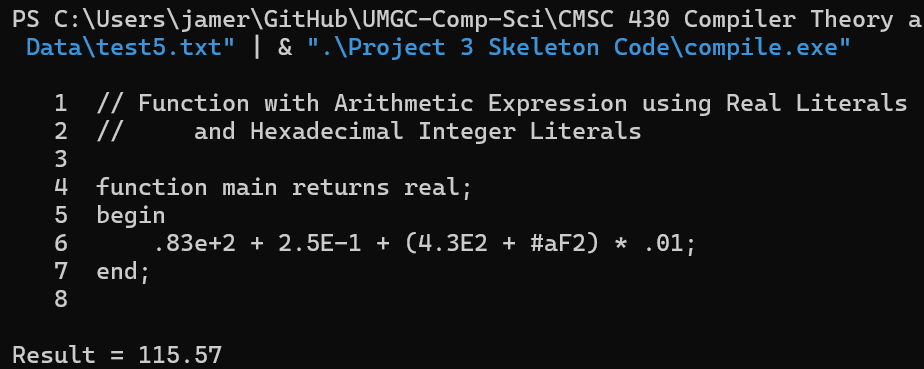 PS C:\Users\jamer\GitHub\UMGC-Comp-Sci\CMSC 430 Compiler Theory a
Data\test5.txt" | & ".\Project 3 Skeleton Code\compile.exe"
1 // Function with Arithmetic Expression using Real Literals
2 //     and Hexadecimal Integer Literals
3
4 function main returns real;
5 begin
6     .83e+2 + 2.5E-1 + (4.3E2 + #aF2) * .01;
7 end;
8
Result = 115.57